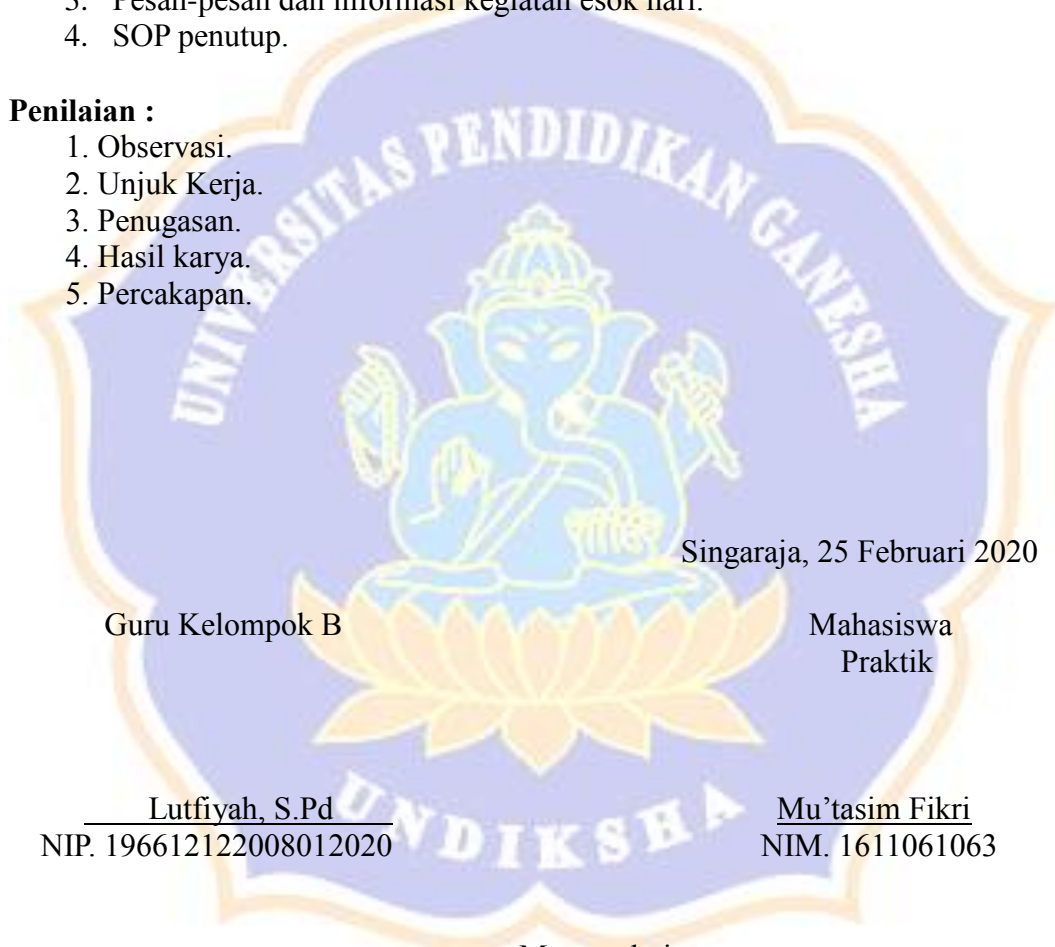 3. Pesan-pesan dan informasi kegiatan esok hari.
4. SOP penutup.
Penilaian :
1. Observasi.
2. Unjuk Kerja.
3. Penugasan.
4. Hasil karya.
5. Percakapan.
UNIVERSITAS PENDIDIKAN GANESHA
Singaraja, 25 Februari 2020
Guru Kelompok B Mahasiswa
Praktik
Lutfiyah, S.Pd Mu’tasim Fikri
NIP. 196612122008012020 NIM. 1611061063
UNDIKSHA